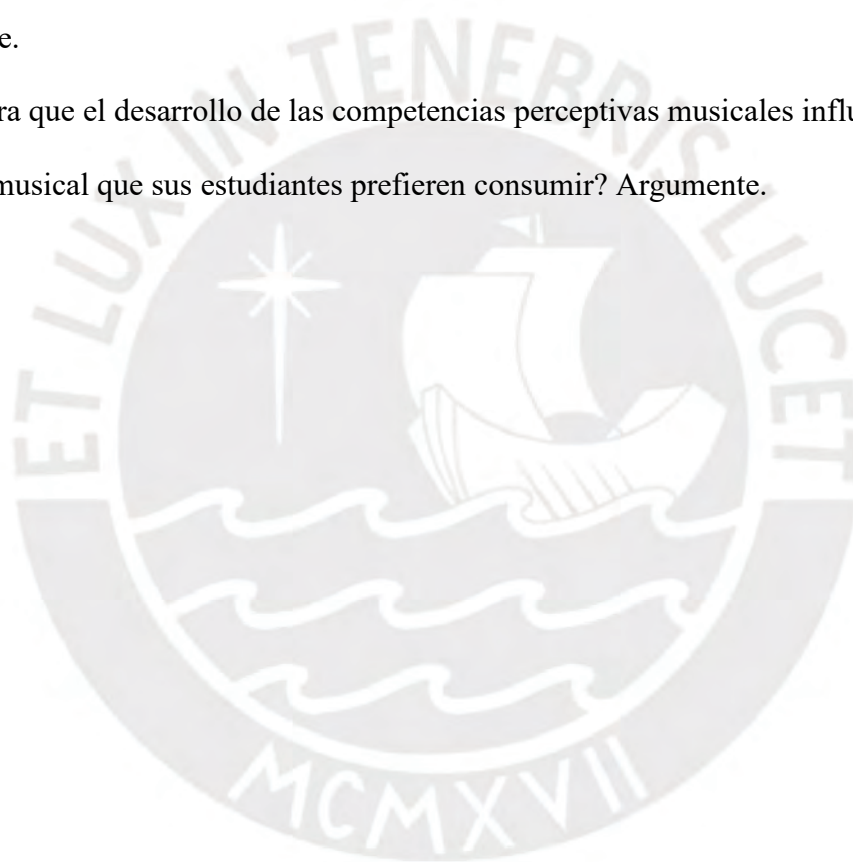 e.
ra que el desarrollo de las competencias perceptivas musicales influ
musical que sus estudiantes prefieren consumir? Argumente.
ET LUX IN TENEBRIS LUCET
MCMXVII